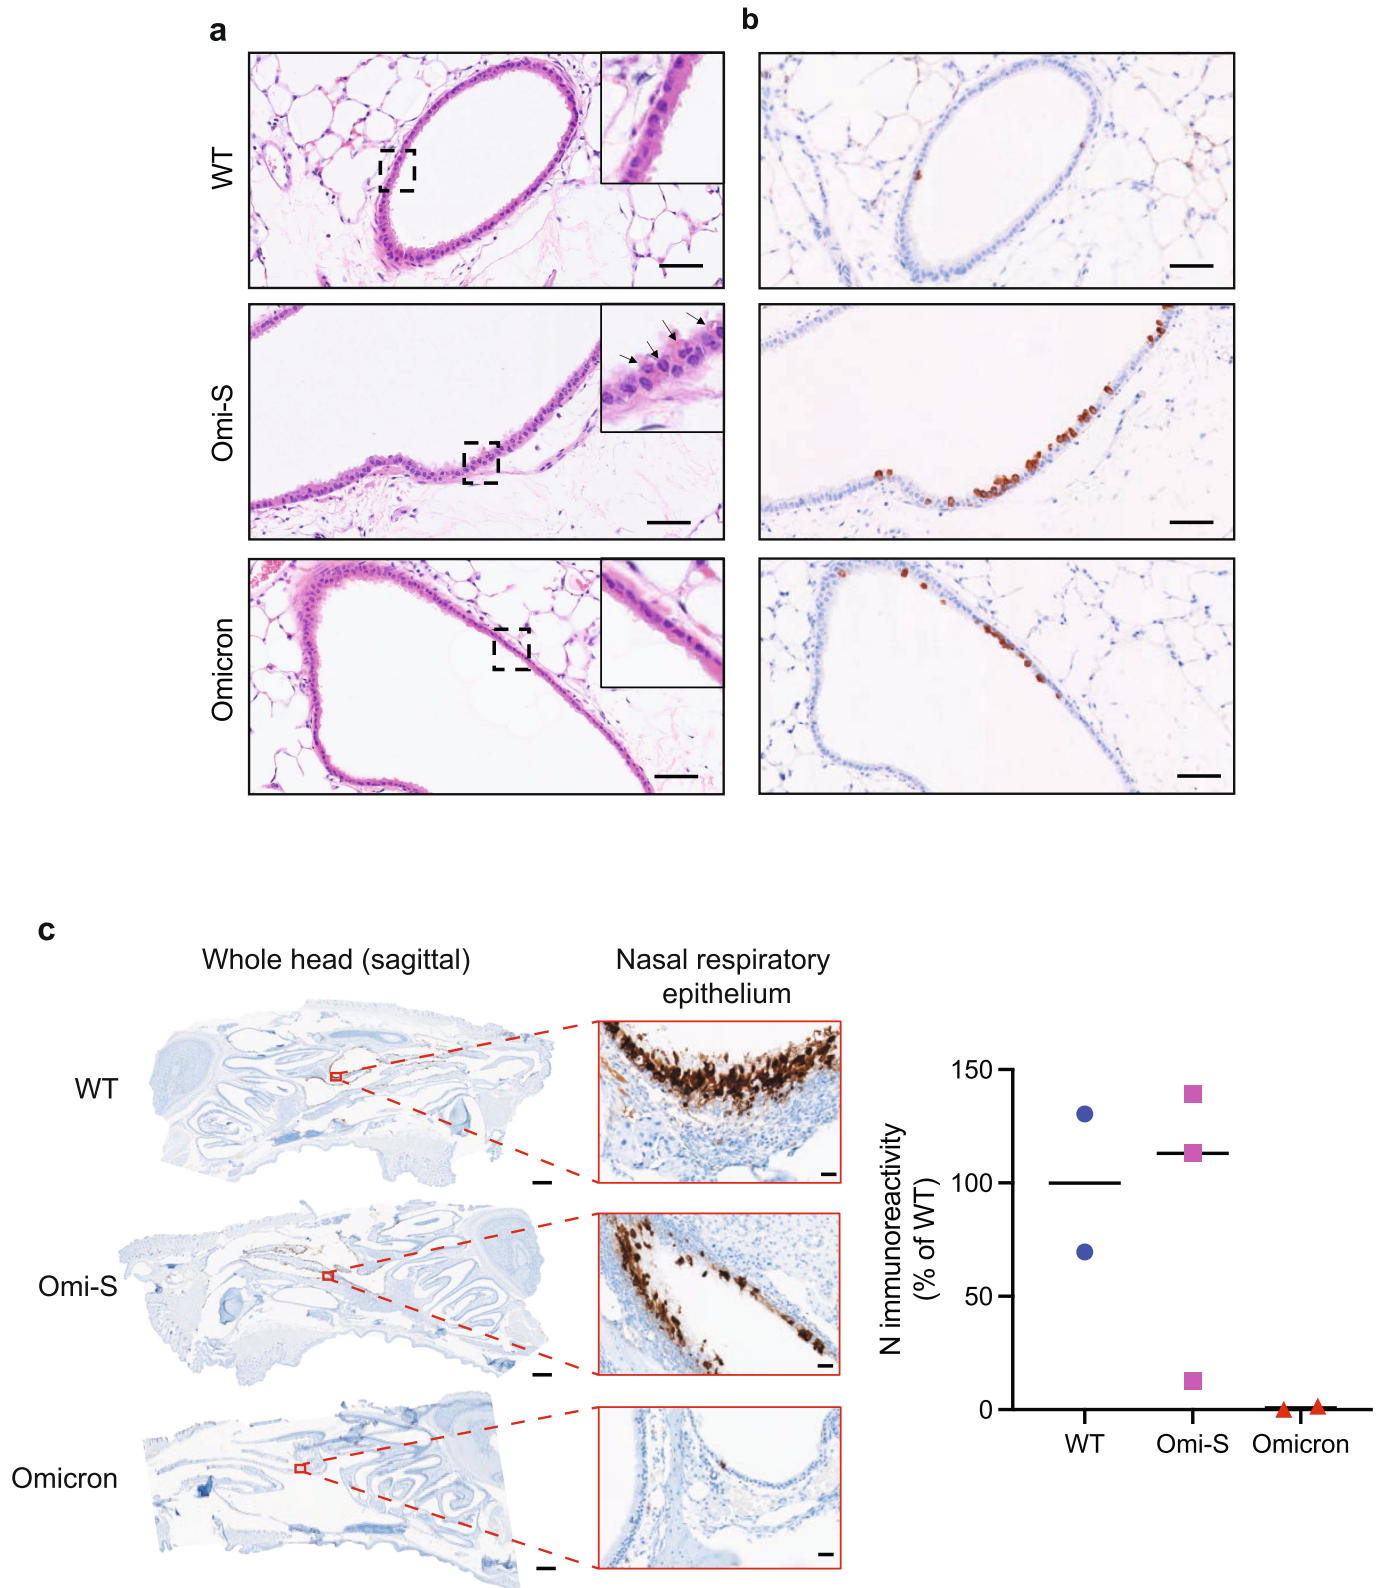 a
b
WT
Omi-S
Omicron
c
Whole head (sagittal)
Nasal respiratory
epithelium
WT
Omi-S
Omicron
N immunoreactivity
(% of WT)
150
100
50
0
WT
Omi-S
Omicron